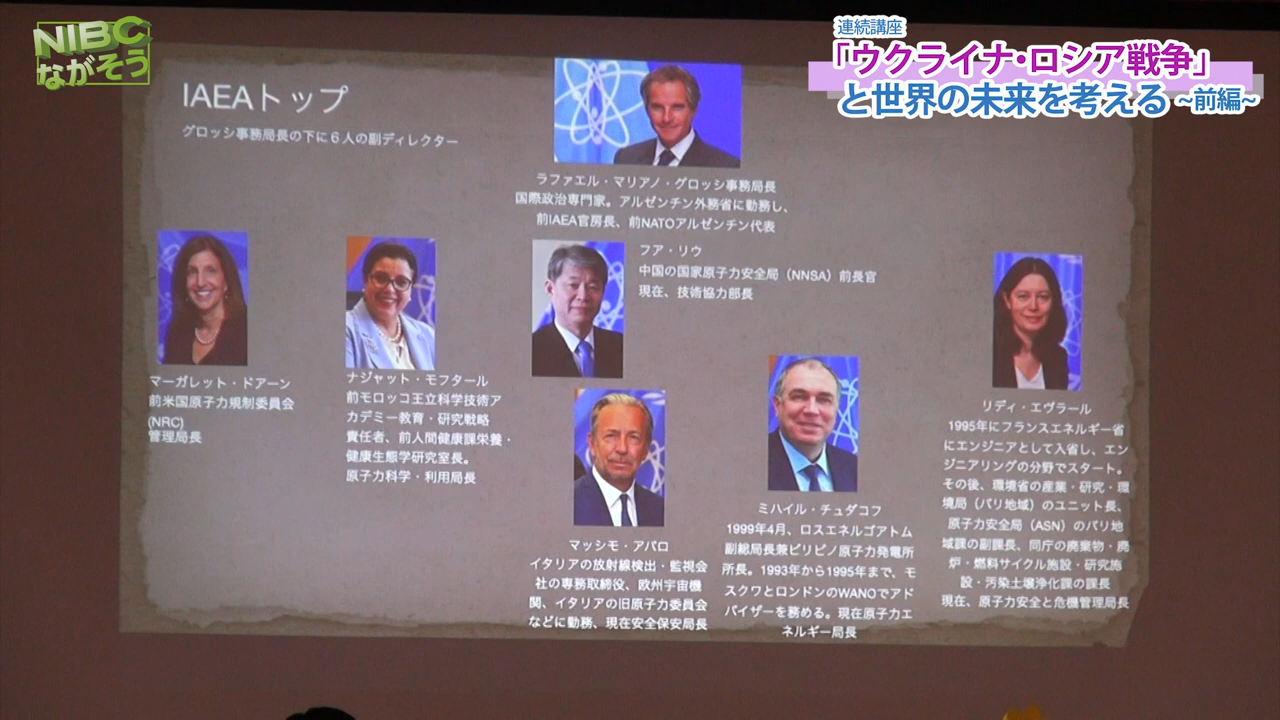 NIBC
ながそう
連続講座
「ウクライナ・ロシア戦争」
と世界の未来を考える ~前編~
IAEAトップ
グロッシ事務局長の下に6人の副ディレクター
ラファエル・マリアノ・グロッシ事務局長
国際政治専門家。アルゼンチン外務省に勤務し、
前IAEA官房長、前NATOアルゼンチン代表
マーガレット・ドアーン
前米国原子力規制委員会
(NRC)
管理局長
ナジャット・モフタール
前モロッコ王立科学技術ア
カデミー教育・研究戦略
責任者、前人間健康課栄養・
健康生態学研究室長。
原子力科学・利用局長
フア・リウ
中国の国家原子力安全局（NNSA）前長官
現在、技術協力部長
マッシモ・アパロ
イタリアの放射線検出・監視会
社の専務取締役、欧州宇宙機
関、イタリアの旧原子力委員会
などに勤務、現在安全保安局長
ミハイル・チュダコフ
1999年4月、ロスエネルゴアトム
副総局長兼ビリビノ原子力発電所
所長。1993年から1995年まで、モ
スクワとロンドンのWANOでアド
バイザーを務める。現在原子力エ
ネルギー局長
リディ・エヴラール
1995年にフランスエネルギー省
にエンジニアとして入省し、エン
ジニアリングの分野でスタート。
その後、環境省の産業・研究・環
境局（パリ地域）のユニット長、
原子力安全局（ASN）のパリ地
域課の副課長、同庁の廃棄物・廃
炉・燃料サイクル施設・研究施
設・汚染土壌浄化課の課長
現在、原子力安全と危機管理局長